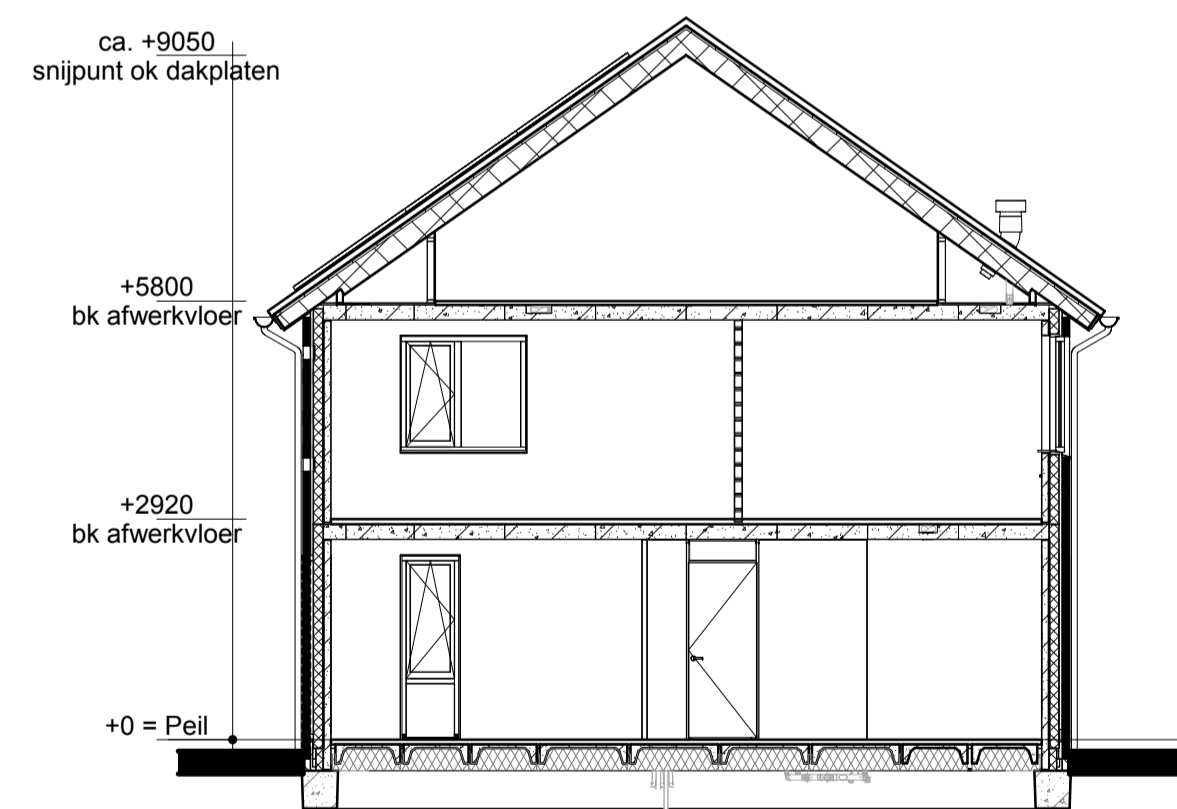 ca. +9050
snijpunt ok dakplaten
+5800
bk afwerkvloer
+2920
bk afwerkvloer
+0 = Peil